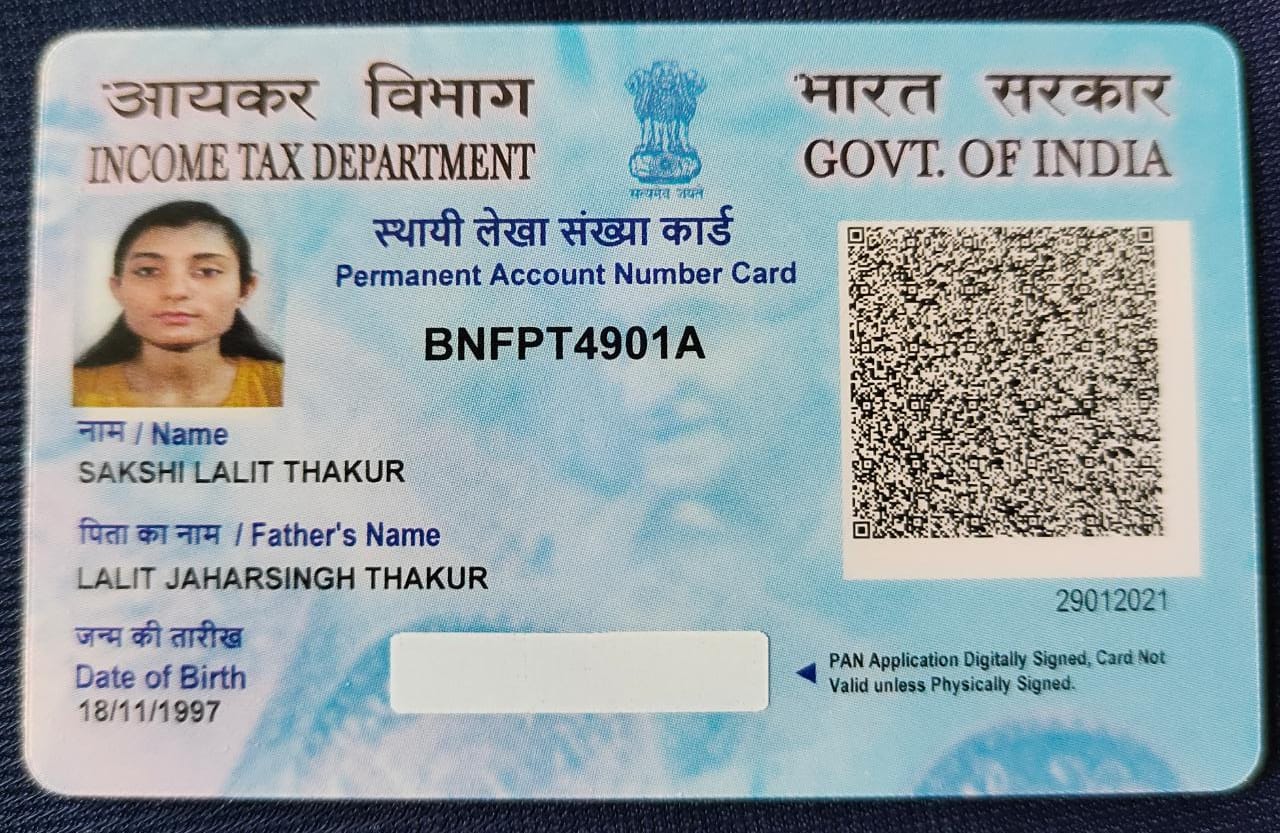 आयकर विभाग
INCOME TAX DEPARTMENT
सत्यमेव जयते
भारत सरकार
GOVT. OF INDIA
स्थायी लेखा संख्या कार्ड
Permanent Account Number Card
BNFPT4901A
नाम / Name
SAKSHI LALIT THAKUR
पिता का नाम / Father's Name
LALIT JAHARSINGH THAKUR
29012021
जन्म की तारीख
Date of Birth
18/11/1997
PAN Application Digitally Signed, Card Not
Valid unless Physically Signed.